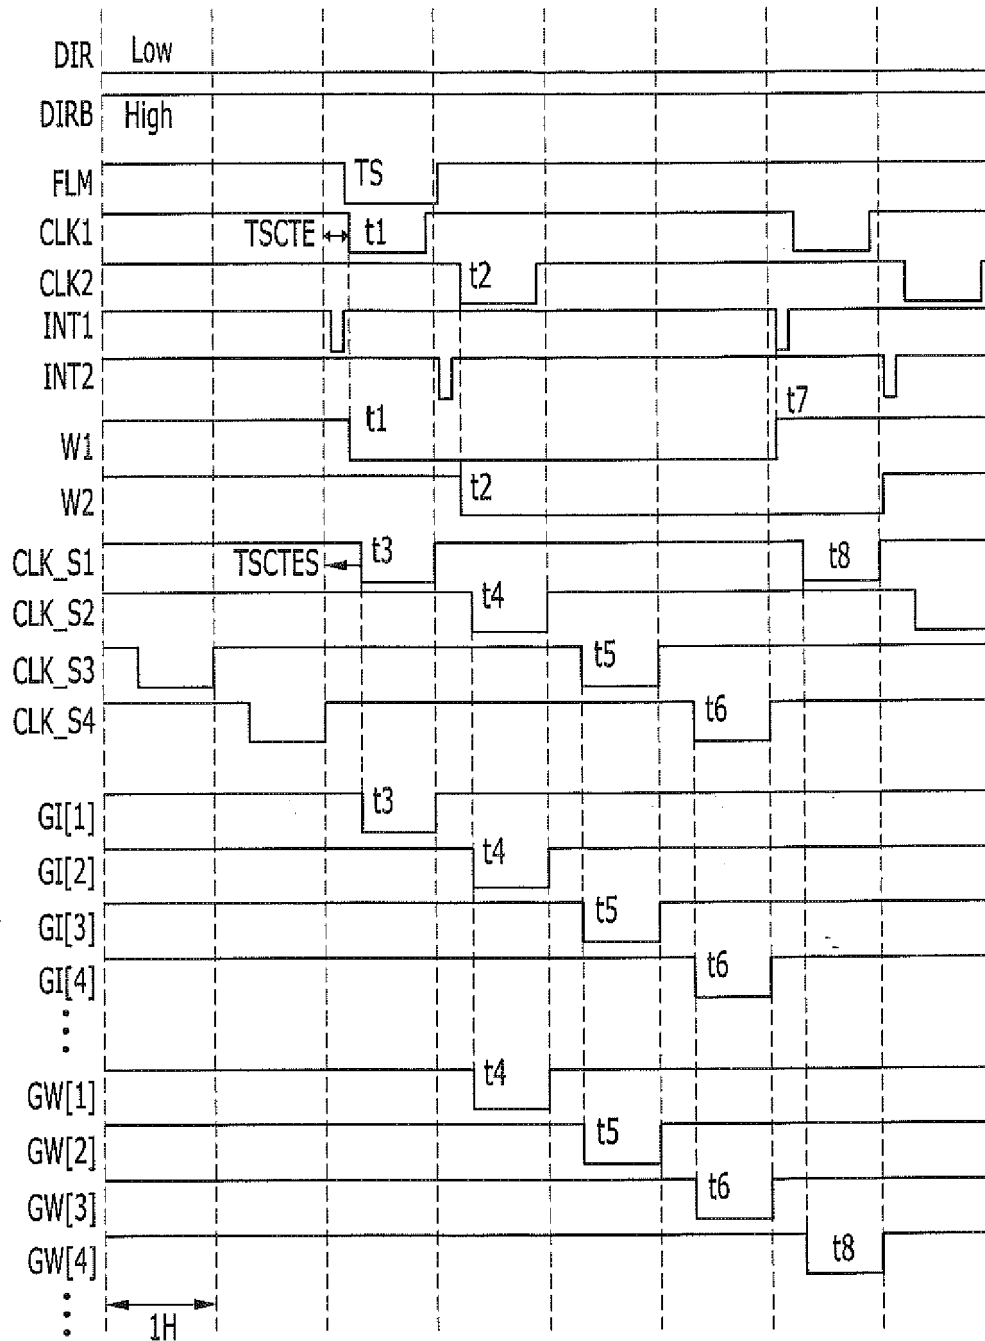 DIR Low
DIRB High
FLM TS
CLK1 TSCTE t1
CLK2 t2
INT1
INT2
t7
W1 t1
W2 t2
CLK_S1 TSCTES t3 t8
CLK_S2 t4
CLK_S3 t5
CLK_S4 t6
GI[1] t3
GI[2] t4
GI[3] t5
GI[4] t6
GW[1] t4
GW[2] t5
GW[3] t6
GW[4] t8
1H